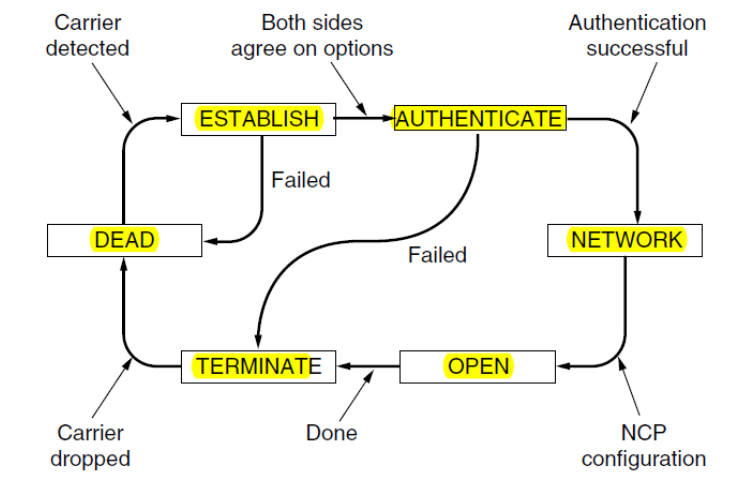 Carrier
detected
Both sides
agree on options
Authentication
successful
ESTABLISH
AUTHENTICATE
Failed
DEAD
NETWORK
Failed
TERMINATE
OPEN
Carrier
dropped
Done
NCP
configuration